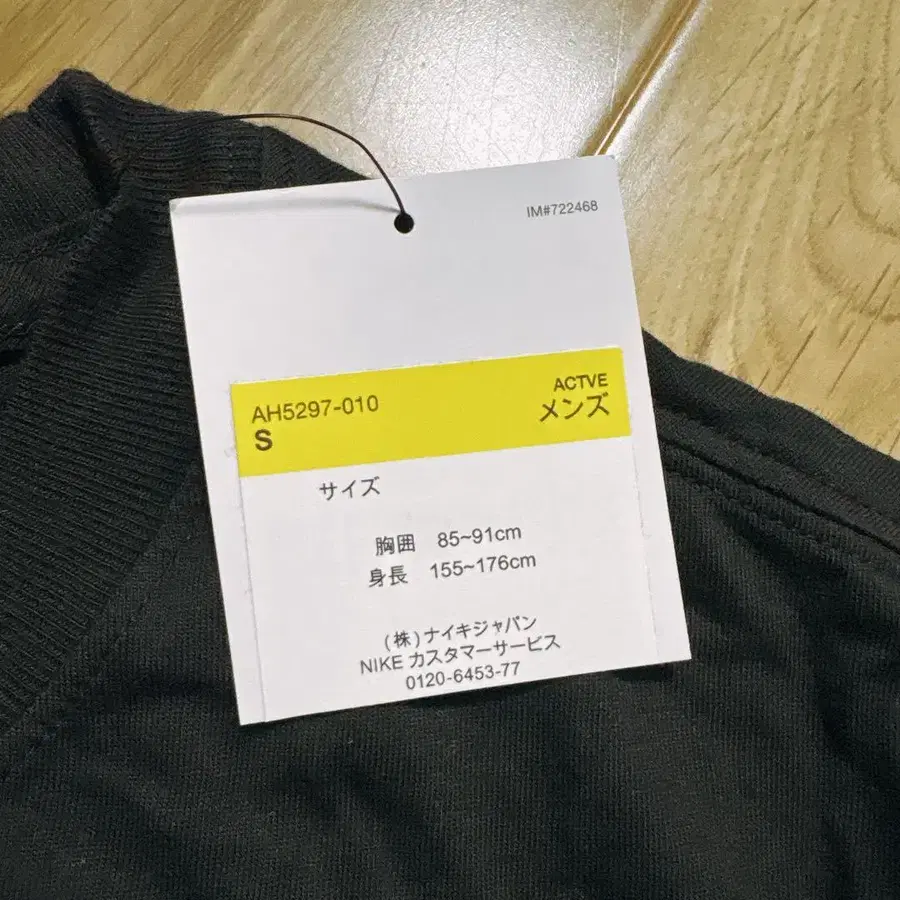 IM#722468
AH5297-010
S
ACTVE
メンズ
サイズ
胸囲 85~91cm
身長 155~176cm
(株)ナイキジャパン
NIKE カスタマーサービス
0120-6453-77